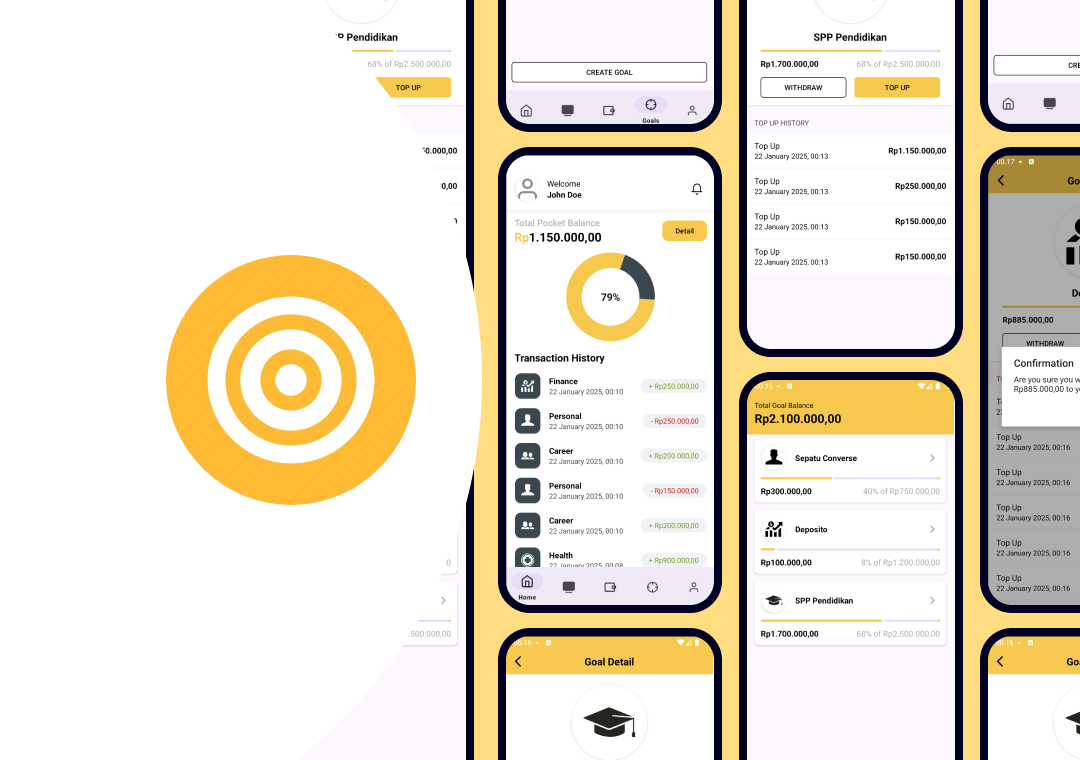 Pendidikan
68% of Rp2.500.000,00
TOP UP
0.000,00
0,00
0
500.000,00
CREATE GOAL
Goals
Welcome
John Doe
Total Pocket Balance
Rp1.150.000,00
Detail
79%
Transaction History
Finance
22 January 2025, 00:10
+ Rp250.000,00
Personal
22 January 2025, 00:10
- Rp250.000,00
Career
22 January 2025, 00:10
+ Rp200.000,00
Personal
22 January 2025, 00:10
- Rp150.000,00
Career
22 January 2025, 00:10
+ Rp200.000,00
Health
22 January 2025, 00:08
+ Rp900.000,00
Home
00.16
Goal Detail
SPP Pendidikan
Rp1.700.000,00
68% of Rp2.500.000,00
WITHDRAW
TOP UP
TOP UP HISTORY
Top Up
22 January 2025, 00:13
Rp1.150.000,00
Top Up
22 January 2025, 00:13
Rp250.000,00
Top Up
22 January 2025, 00:13
Rp150.000,00
Top Up
22 January 2025, 00:13
Rp150.000,00
00.15
Total Goal Balance
Rp2.100.000,00
Sepatu Converse
Rp300.000,00
40% of Rp750.000,00
Deposito
Rp100.000,00
8% of Rp1.200.000,00
SPP Pendidikan
Rp1.700.000,00
68% of Rp2.500.000,00
CRE
00.17
Go
De
Rp885.000,00
WITHDRAW
Confirmation
Are you sure you w
Rp885.000,00 to yo
Top Up
22 January 2025, 00:16
Top Up
22 January 2025, 00:16
Top Up
22 January 2025, 00:16
Top Up
22 January 2025, 00:16
Top Up
22 January 2025, 00:16
00.16
Goa